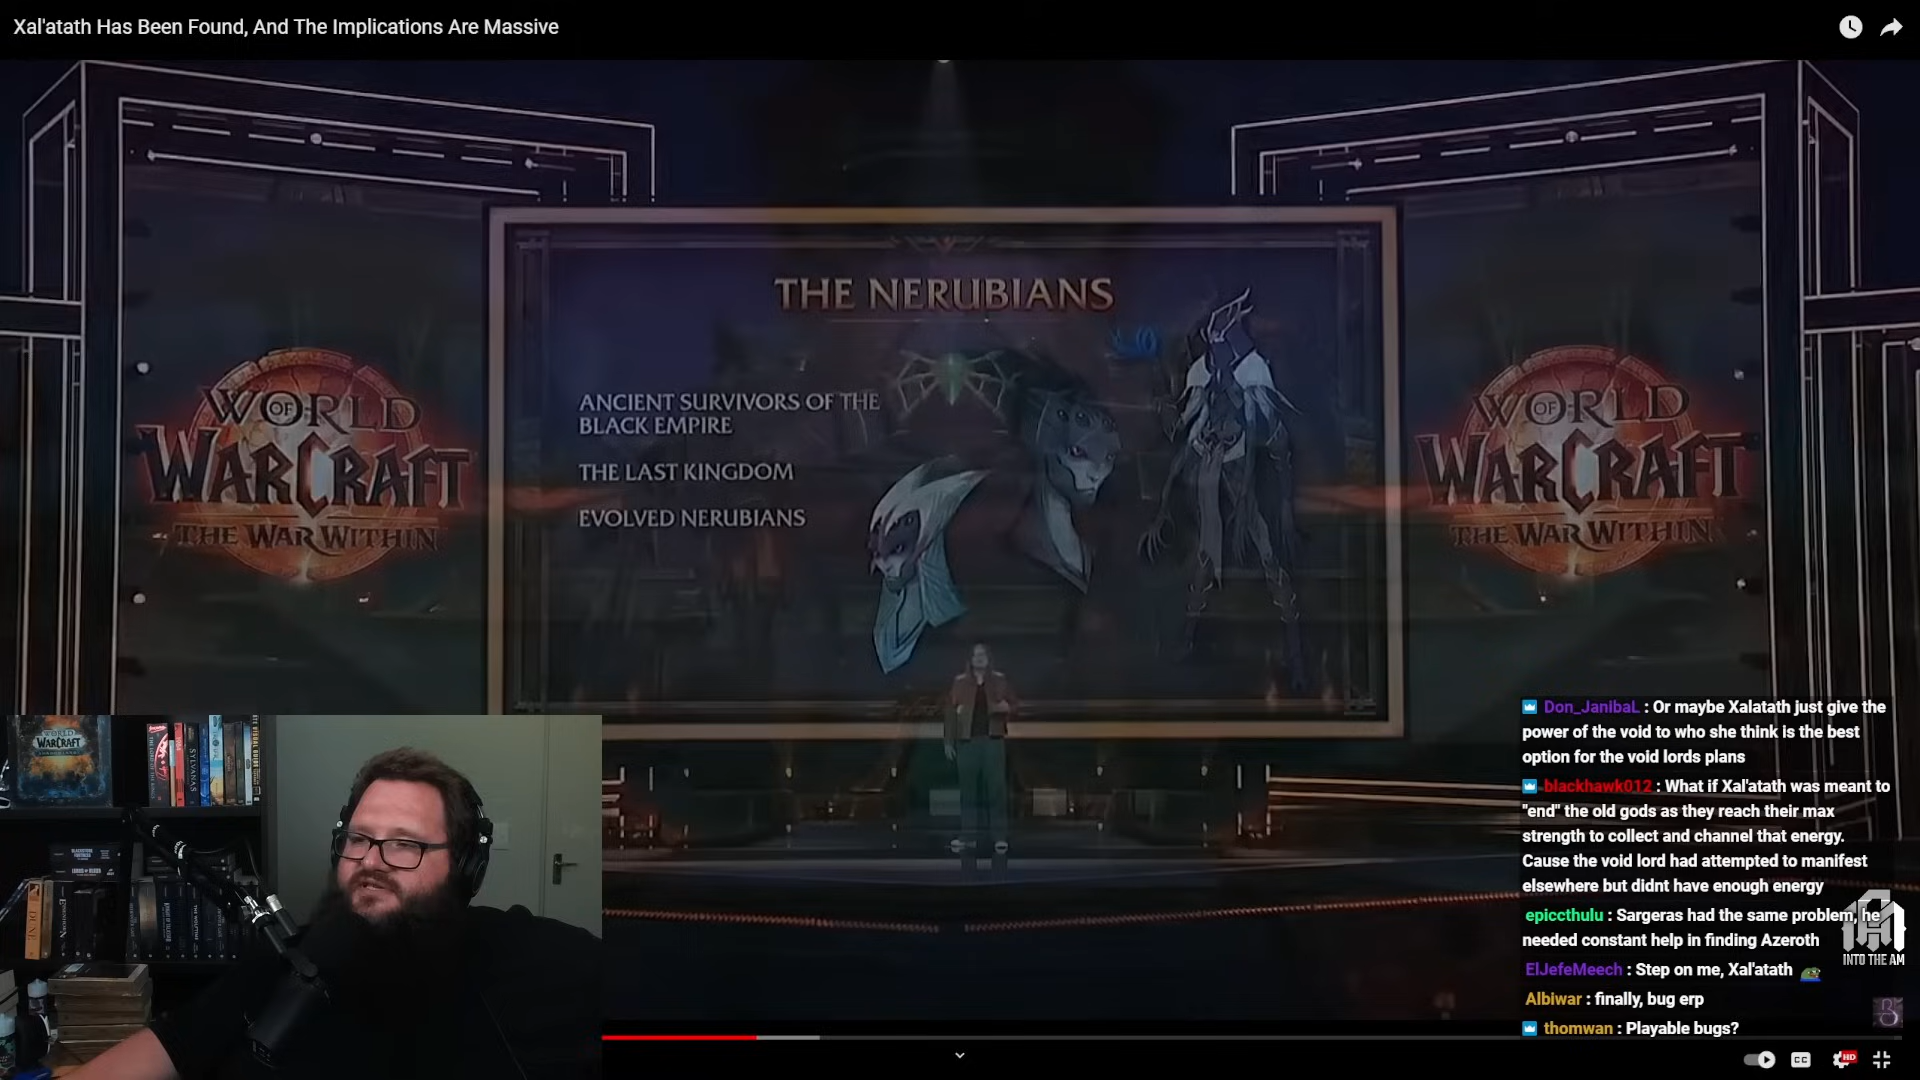 Xal'atath Has Been Found, And The Implications Are Massive
THE NERUBIANS
ANCIENT SURVIVORS OF THE
BLACK EMPIRE
THE LAST KINGDOM
EVOLVED NERUBIANS
WORLD
OF
WARCRAFT
THE WAR WITHIN
WORLD
OF
WARCRAFT
THE WAR WITHIN
WORLD
WARCRAFT
SYLVANAS
DUNE
Don_JanibaL : Or maybe Xalatath just give the
power of the void to who she think is the best
option for the void lords plans
blackhawk012 : What if Xal'atath was meant to
"end" the old gods as they reach their max
strength to collect and channel that energy.
Cause the void lord had attempted to manifest
elsewhere but didnt have enough energy
epiccthulu : Sargeras had the same problem, he
needed constant help in finding Azeroth
ElJefeMeech : Step on me, Xal'atath
Albiwar : finally, bug erp
thomwan : Playable bugs?
INTO THE AM
CC
HD